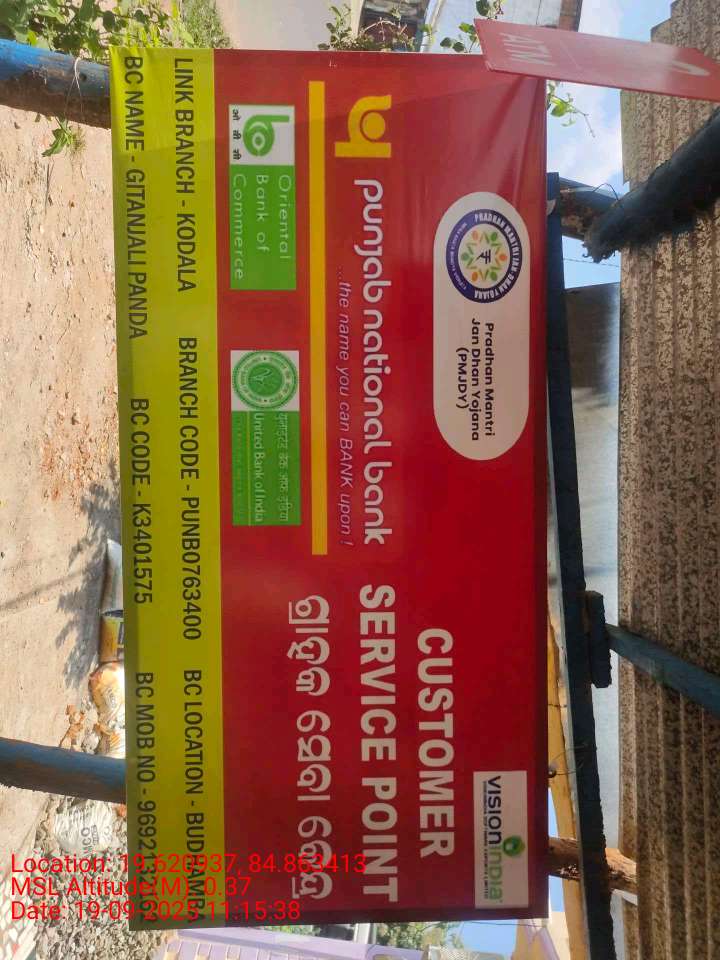 ATM
PRADHAN MANTRI JAN DHAN YOJANA
Pradhan Mantri
Jan Dhan Yojana
(PMJDY)
VISIONINDIA
CUSTOMER
SERVICE POINT
ଗ୍ରାହକ ସେବା କେନ୍ଦ୍ର
punjab national bank
...the name you can BANK upon !
ओ बी सी
Oriental
Bank of
Commerce
युनाइटेड बैंक ऑफ इंडिया
United Bank of India
LINK BRANCH - KODALA BRANCH CODE - PUNB0763400 BC LOCATION -
BC NAME - GITANJALI PANDA BC CODE - K3401575 BC MOB NO -
Location: 19.620937, 84.863413
MSL Altitude(M): 0.37
Date: 19-09-2025 11:15:38